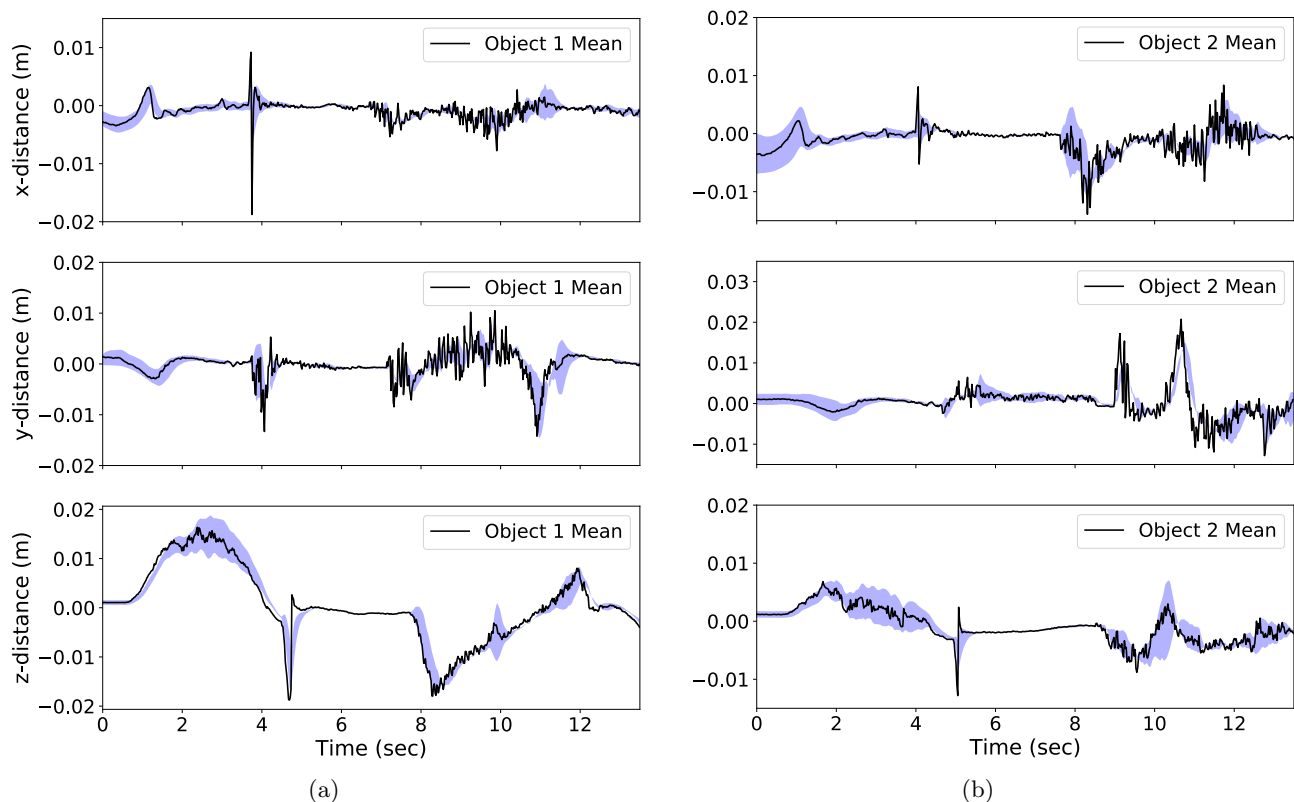 0.01
0.00
−0.01
−0.02
x-distance (m)
Object 1 Mean
0.02
0.01
0.00
−0.01
−0.02
y-distance (m)
Object 1 Mean
0.02
0.01
0.00
−0.01
−0.02
z-distance (m)
Object 1 Mean
0 2 4 6 8 10 12
Time (sec)
(a)
0.02
0.01
0.00
−0.01
Object 2 Mean
0.03
0.02
0.01
0.00
−0.01
Object 2 Mean
0.02
0.01
0.00
−0.01
Object 2 Mean
0 2 4 6 8 10 12
Time (sec)
(b)